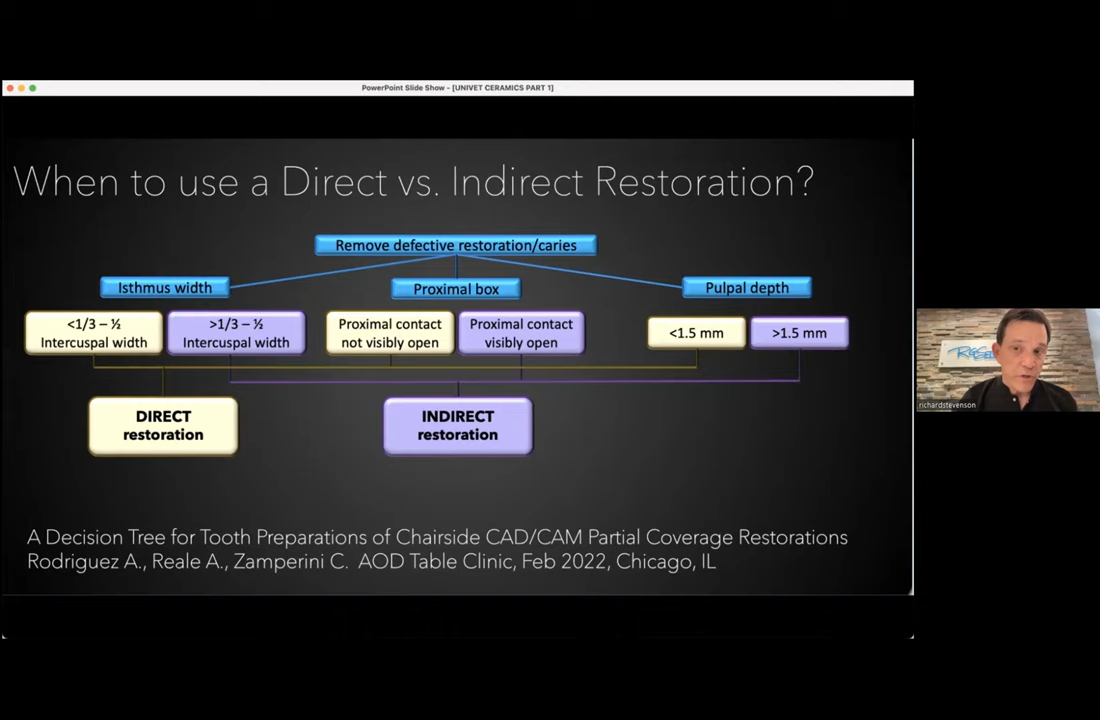 PowerPoint Slide Show - [UNIVET CERAMICS PART 1]
When to use a Direct vs. Indirect Restoration?
Remove defective restoration/caries
Isthmus width
Proximal box
Pulpal depth
<1/3 – ½
Intercuspal width
>1/3 – ½
Intercuspal width
Proximal contact
not visibly open
Proximal contact
visibly open
<1.5 mm
>1.5 mm
DIRECT
restoration
INDIRECT
restoration
A Decision Tree for Tooth Preparations of Chairside CAD/CAM Partial Coverage Restorations
Rodriguez A., Reale A., Zamperini C. AOD Table Clinic, Feb 2022, Chicago, IL
richardstevenson